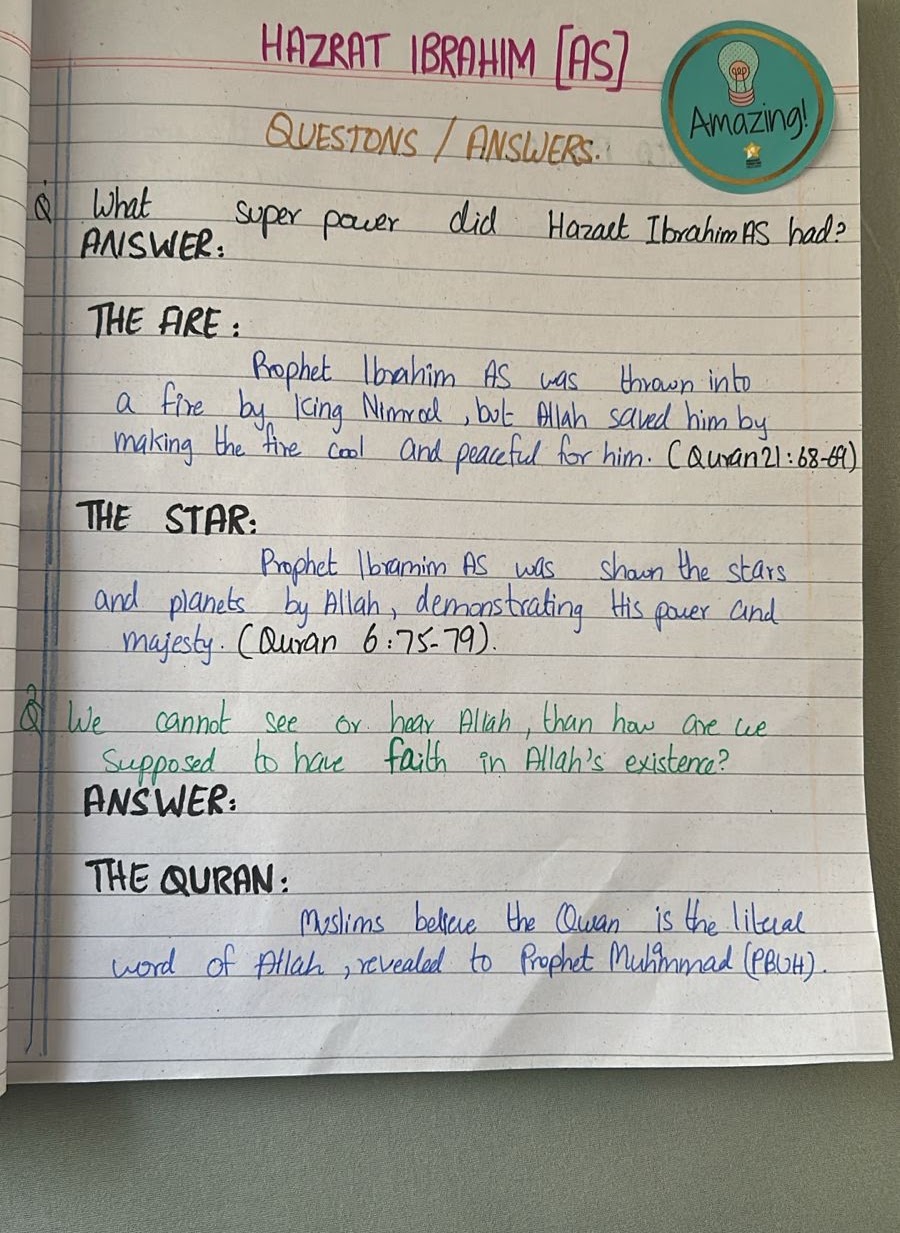 HAZRAT IBRAHIM [AS]
Amazing!
QUESTONS / ANSWERS.
Q What super power did Hazaet Ibrahim AS had?
ANSWER:
THE FIRE :
Prophet Ibrahim AS was thrown into
a fire by King Nimrod , but Allah saved him by
making the fire cool and peaceful for him. (Quran 21 : 68-69)
THE STAR:
Prophet Ibramim AS was shown the stars
and planets by Allah, demonstrating His power and
majesty. (Quran 6 : 75-79).
Q We cannot see or hear Allah , than how are we
Supposed to have faith in Allah's existence?
ANSWER:
THE QURAN :
Muslims believe the Quran is the literal
word of Allah , revealed to Prophet Muhammad (PBUH).